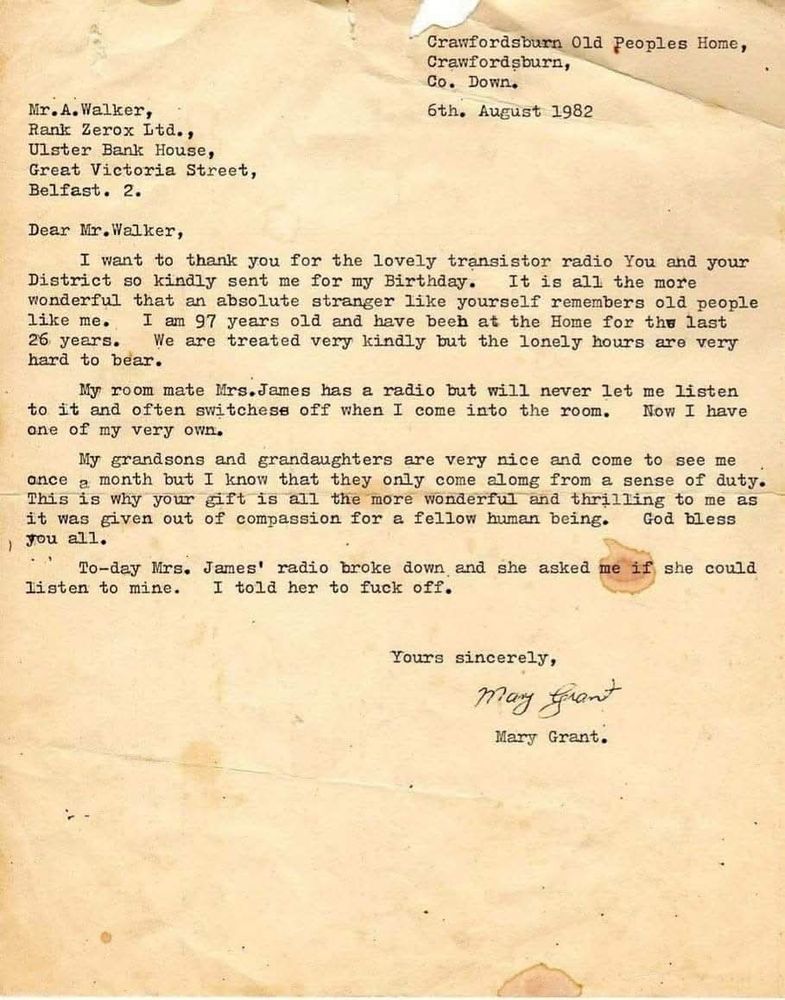 Crawfordsburn Old Peoples Home,
Crawfordsburn,
Co. Down.
6th. August 1982
Mr.A.Walker,
Rank Zerox Ltd.,
Ulster Bank House,
Great Victoria Street,
Belfast. 2.
Dear Mr.Walker,
I want to thank you for the lovely transistor radio You and your
District so kindly sent me for my Birthday. It is all the more
wonderful that an absolute stranger like yourself remembers old people
like me. I am 97 years old and have beeh at the Home for the last
26 years. We are treated very kindly but the lonely hours are very
hard to bear.
My room mate Mrs.James has a radio but will never let me listen
to it and often switchese off when I come into the room. Now I have
one of my very own.
My grandsons and grandaughters are very nice and come to see me
once a month but I know that they only come alomg from a sense of duty.
This is why your gift is all the more wonderful and thrilling to me as
it was given out of compassion for a fellow human being. God bless
you all.
To-day Mrs. James' radio broke down and she asked me if she could
listen to mine. I told her to fuck off.
Yours sincerely,
Mary Grant
Mary Grant.